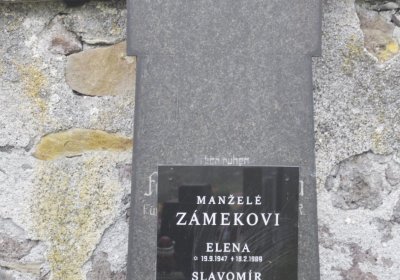 MANŽELÉ
ZÁMEKOVI
ELENA
○ 19.9.1947 ✝ 18.2.1989
SLAVOMÍR